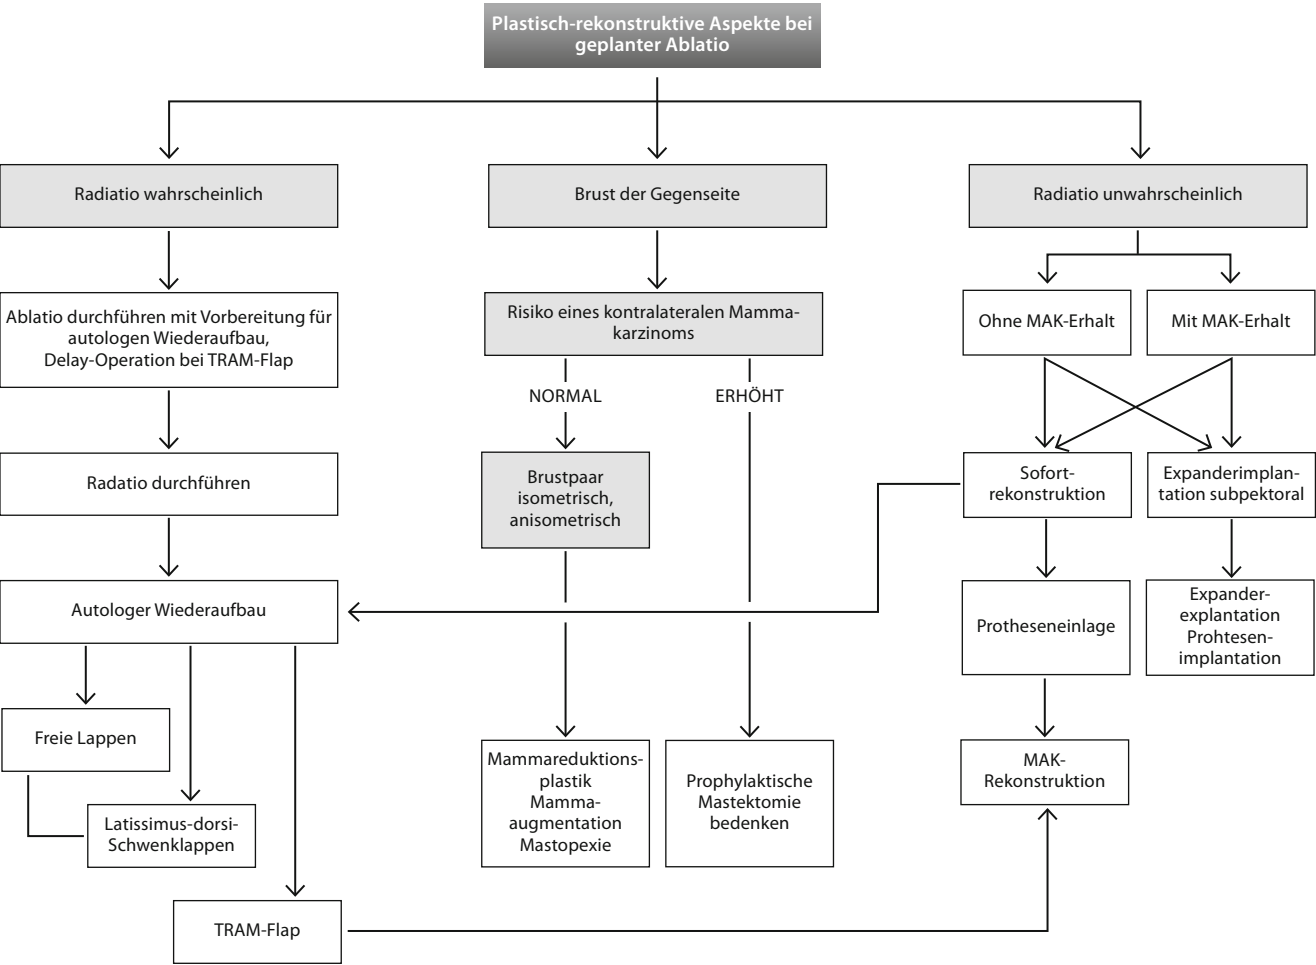 Plastisch-rekonstruktive Aspekte bei
geplanter Ablatio
Radiatio wahrscheinlich
Brust der Gegenseite
Radiatio unwahrscheinlich
Ablatio durchführen mit Vorbereitung für
autologen Wiederaufbau,
Delay-Operation bei TRAM-Flap
Risiko eines kontralateralen Mamma-
karzinoms
Ohne MAK-Erhalt
Mit MAK-Erhalt
NORMAL
ERHÖHT
Radatio durchführen
Brustpaar
isometrisch,
anisometrisch
Sofort-
rekonstruktion
Expanderimplan-
tation subpektoral
Autologer Wiederaufbau
Protheseneinlage
Expander-
explantation
Prohtesen-
implantation
Freie Lappen
Latissimus-dorsi-
Schwenklappen
Mammareduktions-
plastik
Mamma-
augmentation
Mastopexie
Prophylaktische
Mastektomie
bedenken
MAK-
Rekonstruktion
TRAM-Flap